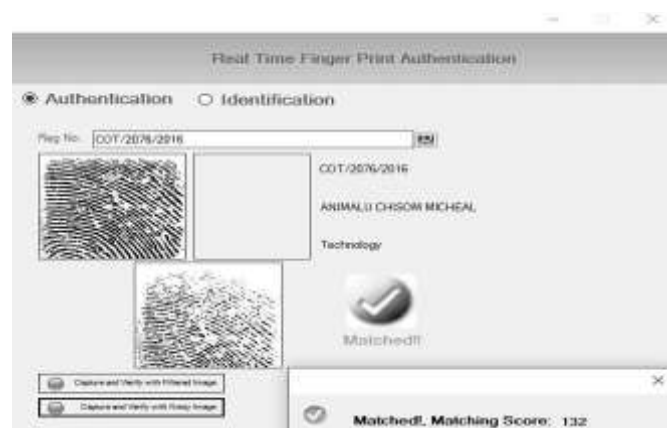 Real Time Finger Print Authentication
Authentication
Identification
Reg No. COT/2076/2016
COT/2076/2016
ANIMALU CHISOM MICHEAL
Technology
Matched!!
Capture and Verify with Filtered Image
Capture and Verify with Noisy Image
Matched!, Matching Score: 132